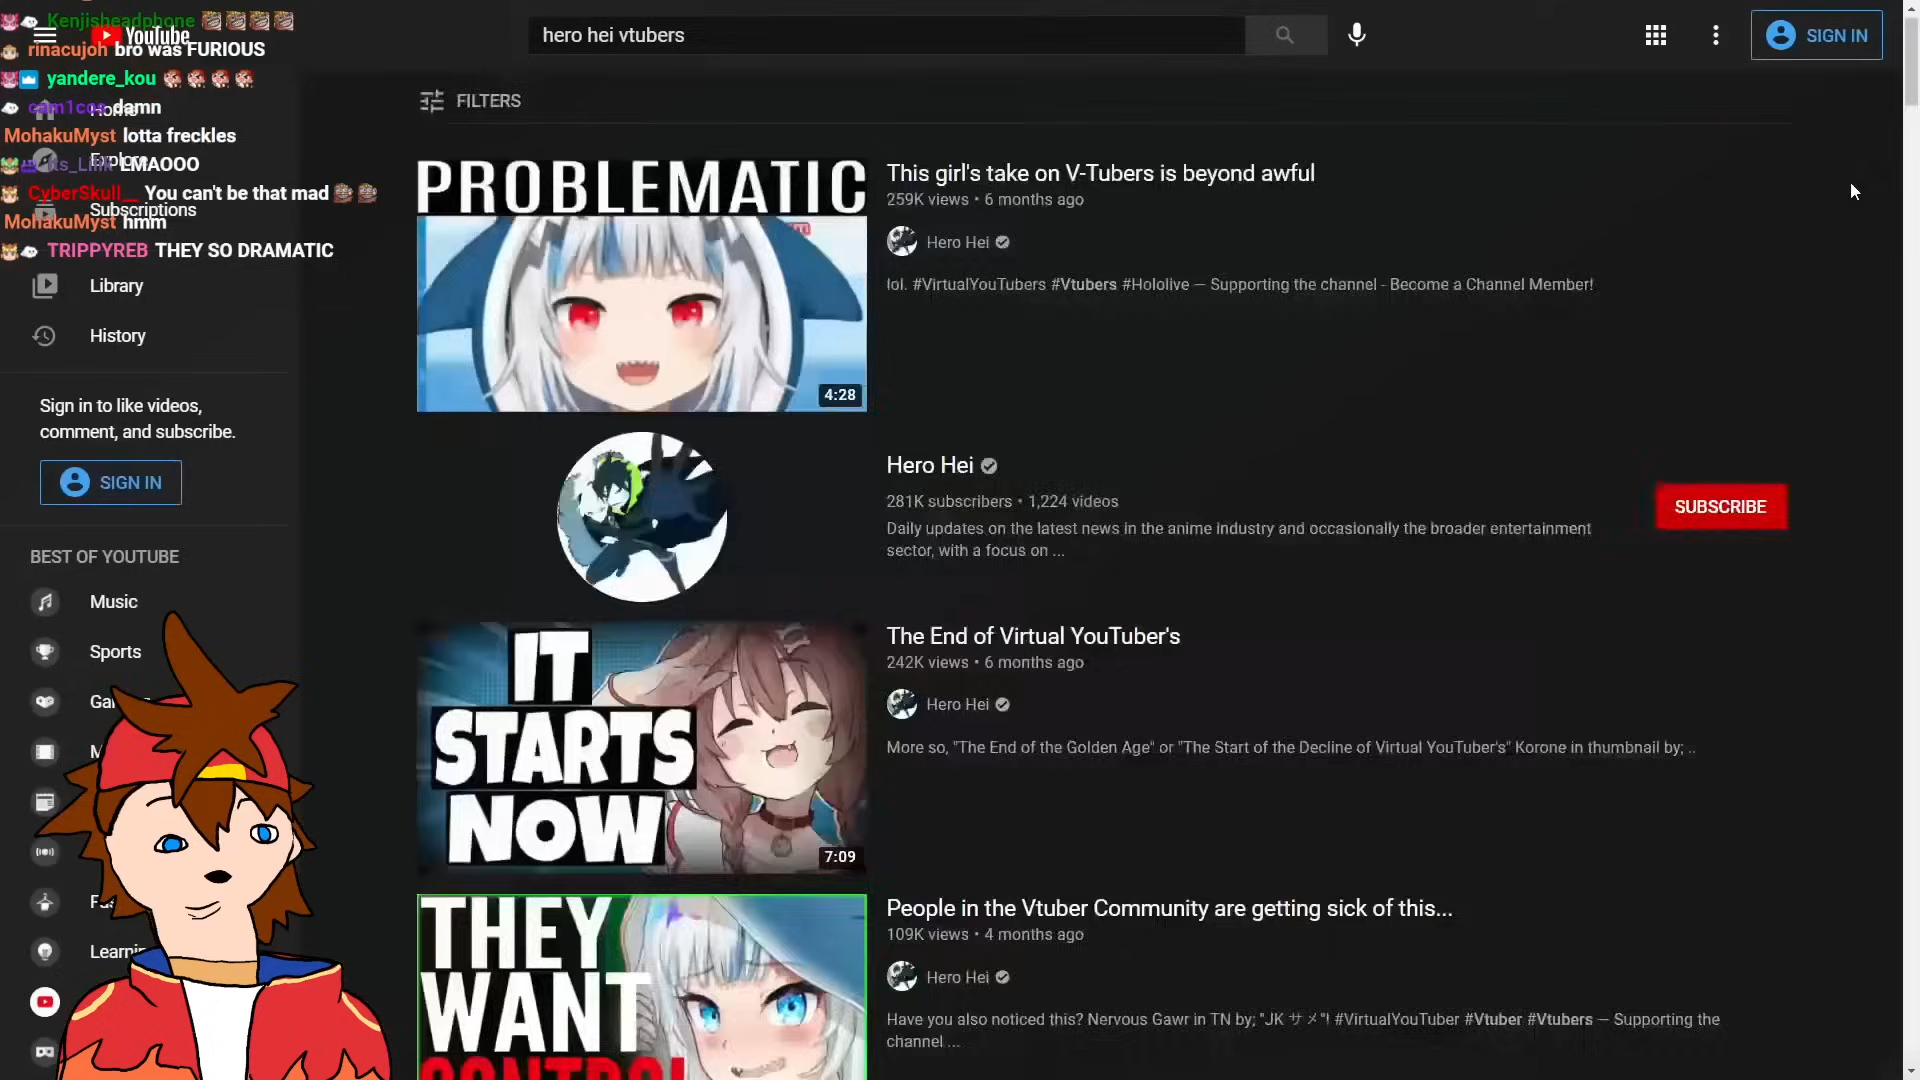 Kenjisheadphone
YouTube
rinacujoh bro was FURIOUS
yandere_kou
cam1cos damn
Home
MohakuMyst lotta freckles
Explore
its_Link LMAOOO
CyberSkull__ You can't be that mad
Subscriptions
MohakuMyst hmm
TRIPPYREB THEY SO DRAMATIC
Library
History
Sign in to like videos,
comment, and subscribe.
SIGN IN
BEST OF YOUTUBE
Music
Sports
Learnin
hero hei vtubers
SIGN IN
FILTERS
PROBLEMATIC
4:28
This girl's take on V-Tubers is beyond awful
259K views • 6 months ago
Hero Hei
lol. #VirtualYouTubers #Vtubers #Hololive — Supporting the channel - Become a Channel Member!
Hero Hei
281K subscribers • 1,224 videos
Daily updates on the latest news in the anime industry and occasionally the broader entertainment
sector, with a focus on ...
SUBSCRIBE
IT
STARTS
NOW
7:09
The End of Virtual YouTuber's
242K views • 6 months ago
Hero Hei
More so, "The End of the Golden Age" or "The Start of the Decline of Virtual YouTuber's" Korone in thumbnail by; ..
THEY
WANT
CONTROL
People in the Vtuber Community are getting sick of this...
109K views • 4 months ago
Hero Hei
Have you also noticed this? Nervous Gawr in TN by; "JK サメ"! #VirtualYouTuber #Vtuber #Vtubers — Supporting the
channel ...